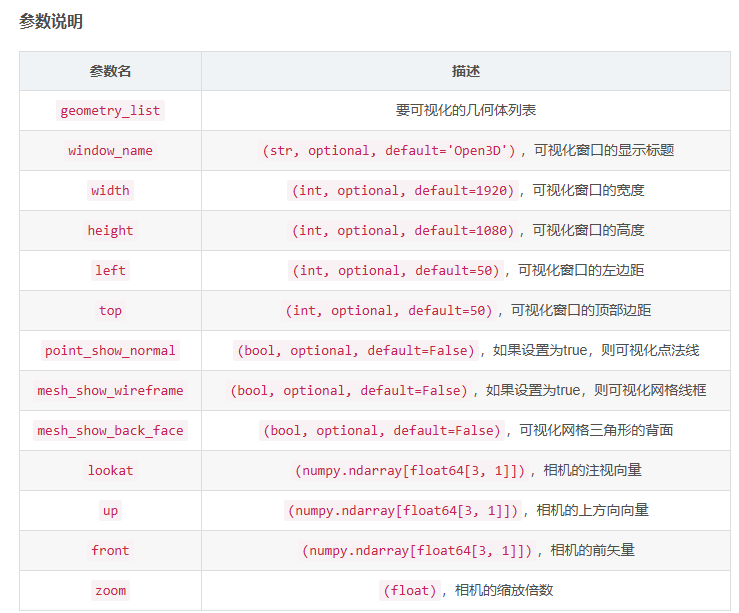 参数说明
参数名 描述
geometry_list 要可视化的几何体列表
window_name (str, optional, default='Open3D') ，可视化窗口的显示标题
width (int, optional, default=1920) ，可视化窗口的宽度
height (int, optional, default=1080) ，可视化窗口的高度
left (int, optional, default=50) ，可视化窗口的左边距
top (int, optional, default=50) ，可视化窗口的顶部边距
point_show_normal (bool, optional, default=False) ，如果设置为true，则可视化点法线
mesh_show_wireframe (bool, optional, default=False) ，如果设置为true，则可视化网格线框
mesh_show_back_face (bool, optional, default=False) ，可视化网格三角形的背面
lookat (numpy.ndarray[float64[3, 1]]) ，相机的注视向量
up (numpy.ndarray[float64[3, 1]]) ，相机的上方向向量
front (numpy.ndarray[float64[3, 1]]) ，相机的前矢量
zoom (float) ，相机的缩放倍数